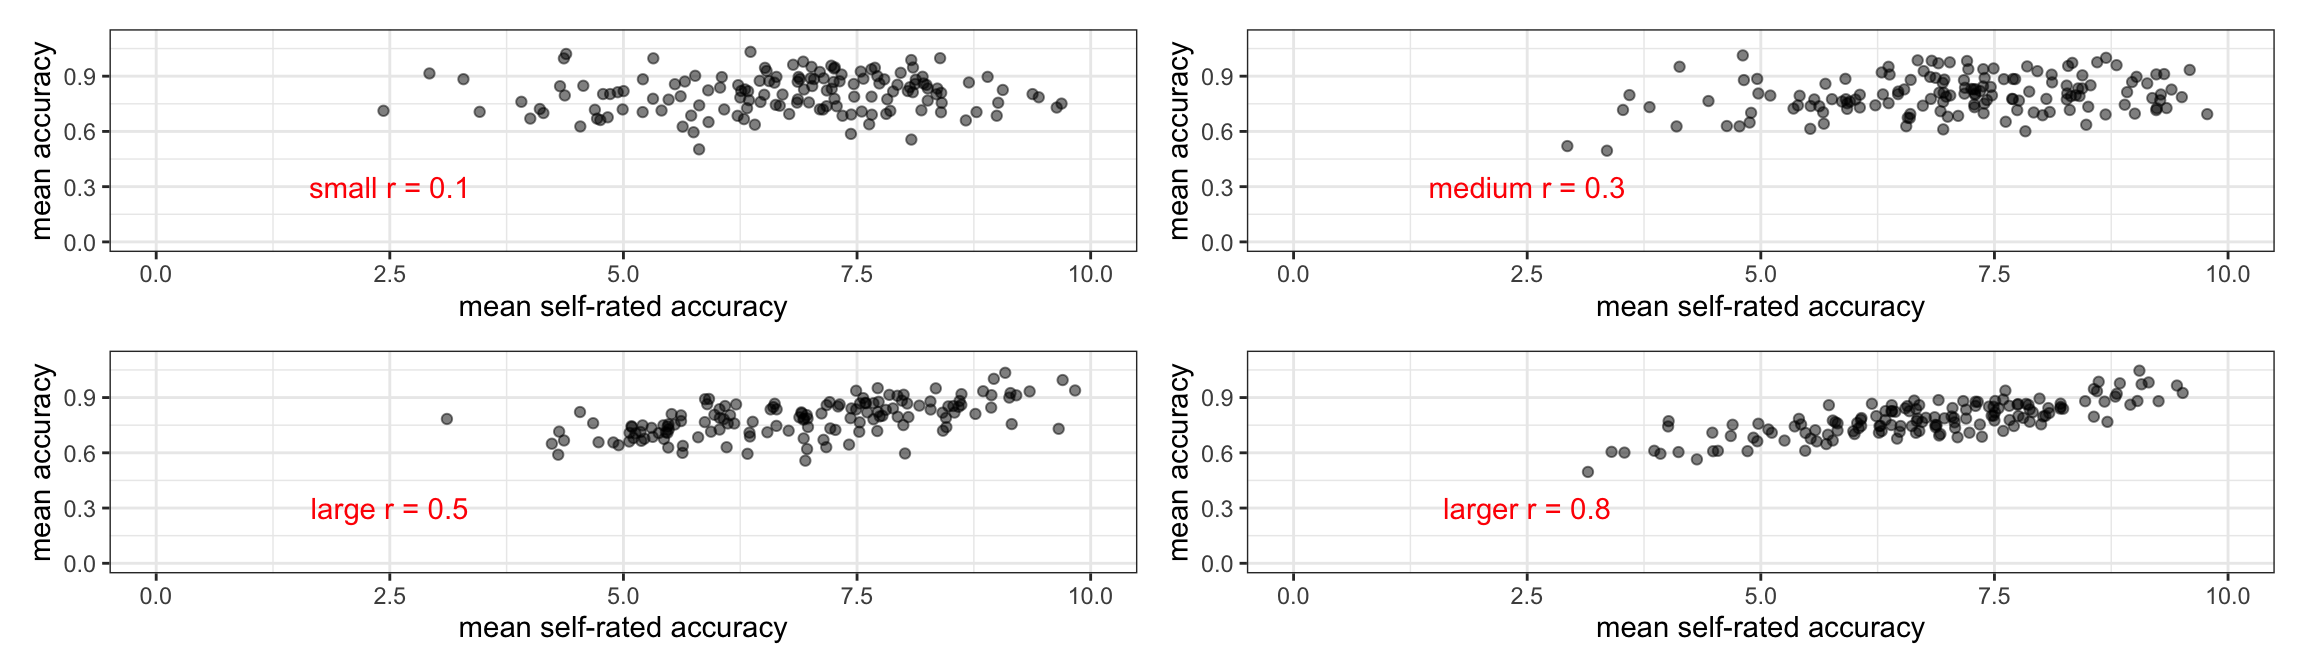 mean accuracy
0.9
0.6
0.3
0.0
small r = 0.1
0.0 2.5 5.0 7.5 10.0
mean self-rated accuracy
mean accuracy
0.9
0.6
0.3
0.0
medium r = 0.3
0.0 2.5 5.0 7.5 10.0
mean self-rated accuracy
mean accuracy
0.9
0.6
0.3
0.0
large r = 0.5
0.0 2.5 5.0 7.5 10.0
mean self-rated accuracy
mean accuracy
0.9
0.6
0.3
0.0
larger r = 0.8
0.0 2.5 5.0 7.5 10.0
mean self-rated accuracy